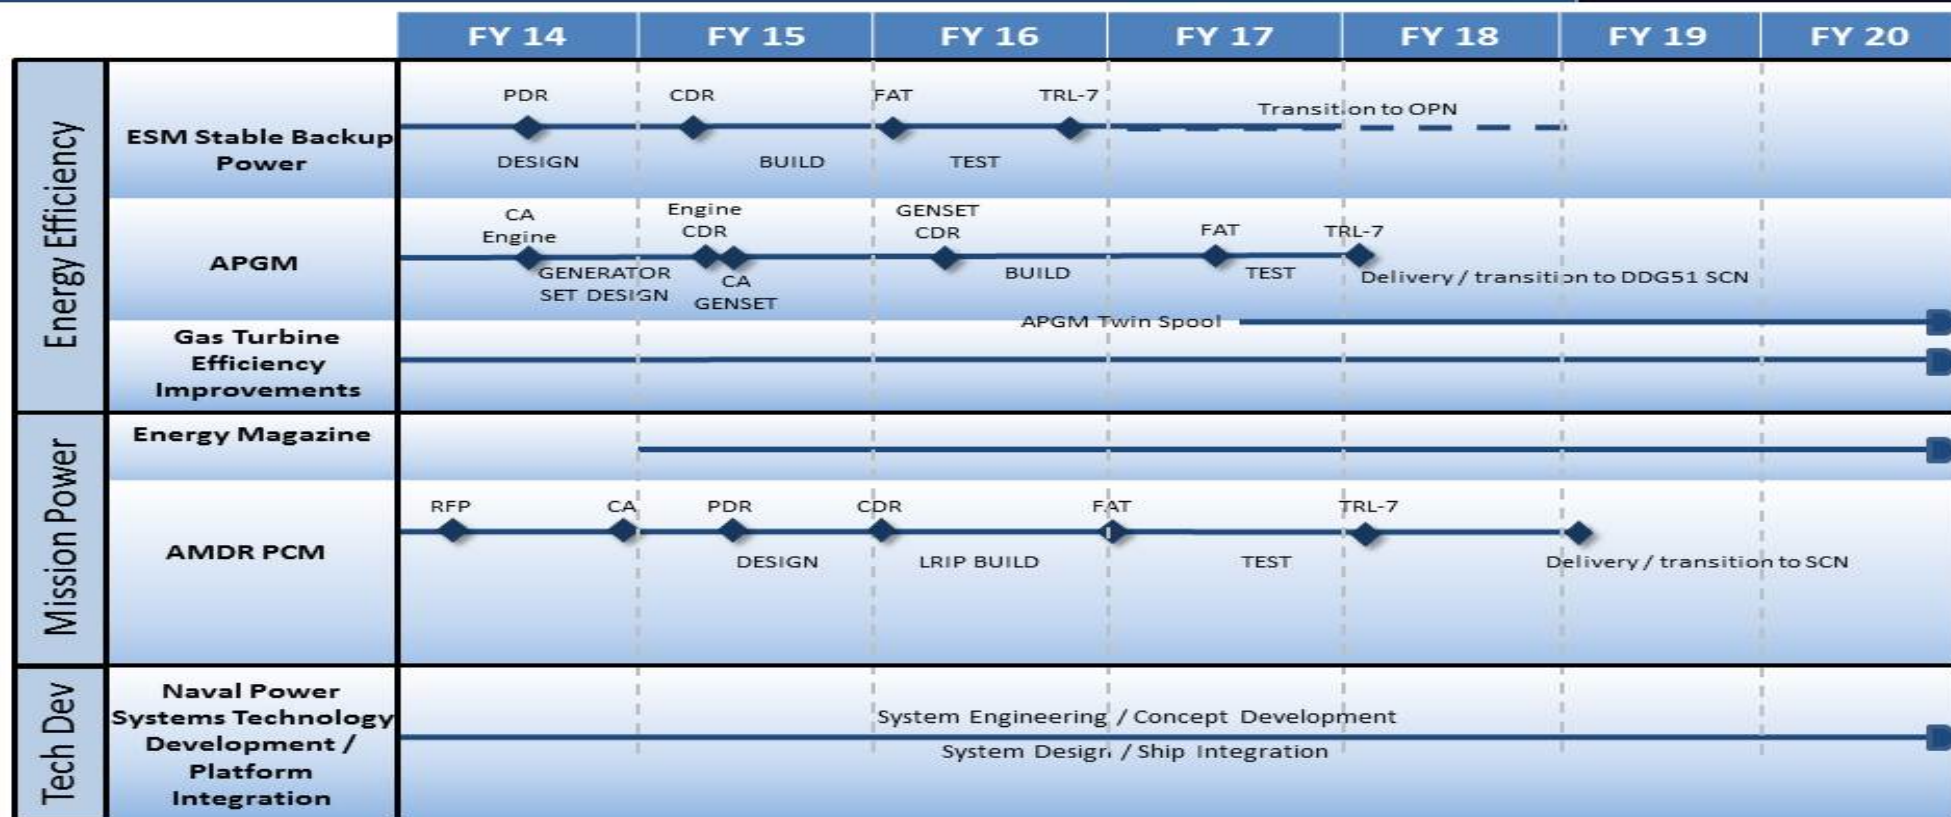 FY 14 FY 15 FY 16 FY 17 FY 18 FY 19 FY 20
Energy Efficiency
ESM Stable Backup
Power
PDR CDR FAT TRL-7
Transition to OPN
DESIGN BUILD TEST
APGM
CA
Engine
Engine
CDR
GENSET
CDR
FAT
TRL-7
GENERATOR
SET DESIGN
CA
GENSET
BUILD
TEST
Delivery / transition to DDG51 SCN
APGM Twin Spool
Gas Turbine
Efficiency
Improvements
Mission Power
Energy Magazine
AMDR PCM
RFP CA PDR CDR FAT TRL-7
DESIGN LRIP BUILD TEST Delivery / transition to SCN
Tech Dev
Naval Power
Systems Technology
Development /
Platform
Integration
System Engineering / Concept Development
System Design / Ship Integration